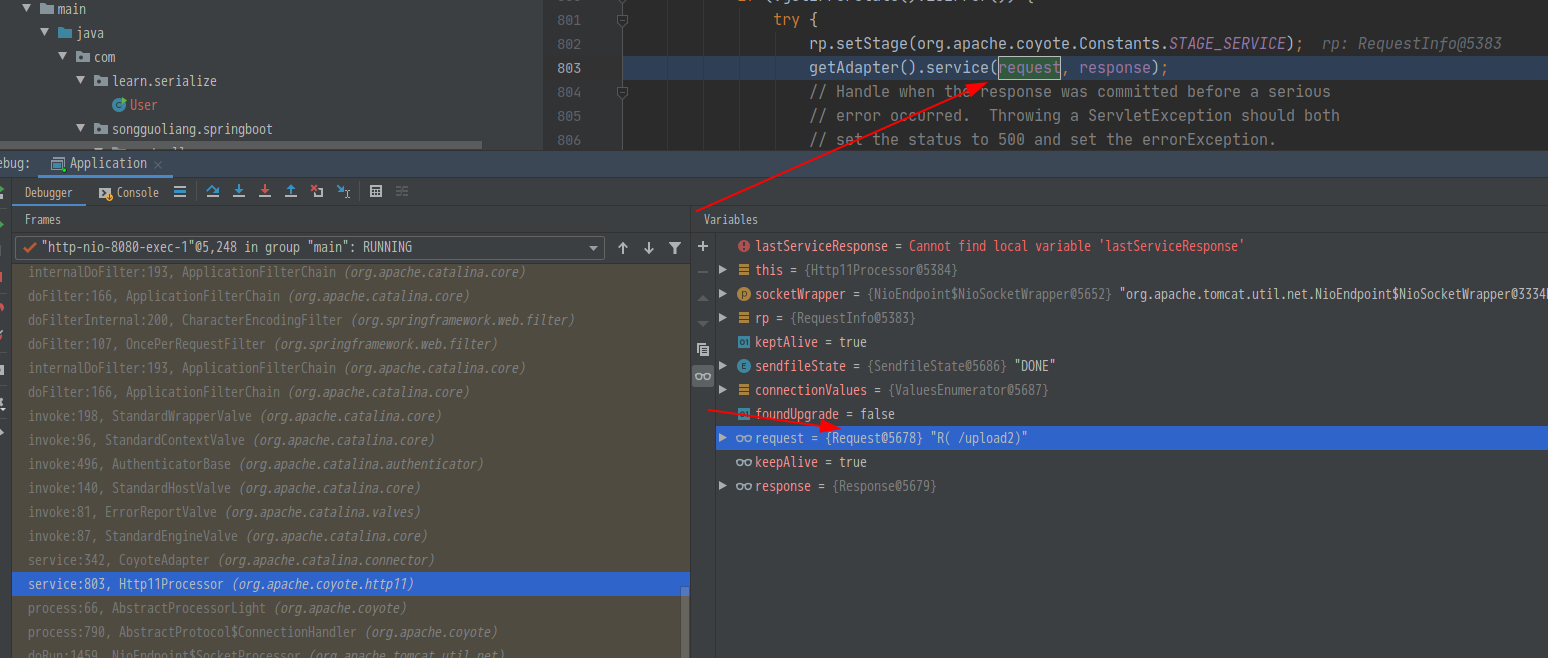 main
java
com
learn.serialize
User
songguoliang.springboot
801 try {
802 rp.setStage(org.apache.coyote.Constants.STAGE_SERVICE); rp: RequestInfo@5383
803 getAdapter().service(request, response);
804 // Handle when the response was committed before a serious
805 // error occurred. Throwing a ServletException should both
806 // set the status to 500 and set the errorException.
ebug: Application
Debugger Console
Frames
"http-nio-8080-exec-1"@5,248 in group "main": RUNNING
internalDoFilter:193, ApplicationFilterChain (org.apache.catalina.core)
doFilter:166, ApplicationFilterChain (org.apache.catalina.core)
doFilterInternal:200, CharacterEncodingFilter (org.springframework.web.filter)
doFilter:107, OncePerRequestFilter (org.springframework.web.filter)
internalDoFilter:193, ApplicationFilterChain (org.apache.catalina.core)
doFilter:166, ApplicationFilterChain (org.apache.catalina.core)
invoke:198, StandardWrapperValve (org.apache.catalina.core)
invoke:96, StandardContextValve (org.apache.catalina.core)
invoke:496, AuthenticatorBase (org.apache.catalina.authenticator)
invoke:140, StandardHostValve (org.apache.catalina.core)
invoke:81, ErrorReportValve (org.apache.catalina.valves)
invoke:87, StandardEngineValve (org.apache.catalina.core)
service:342, CoyoteAdapter (org.apache.catalina.connector)
service:803, Http11Processor (org.apache.coyote.http11)
process:66, AbstractProcessorLight (org.apache.coyote)
process:790, AbstractProtocol$ConnectionHandler (org.apache.coyote)
doRun:1459, NioEndpoint$SocketProcessor (org.apache.tomcat.util.net)
Variables
lastServiceResponse = Cannot find local variable 'lastServiceResponse'
this = {Http11Processor@5384}
socketWrapper = {NioEndpoint$NioSocketWrapper@5652} "org.apache.tomcat.util.net.NioEndpoint$NioSocketWrapper@3334
rp = {RequestInfo@5383}
keptAlive = true
sendfileState = {SendfileState@5686} "DONE"
connectionValues = {ValuesEnumerator@5687}
foundUpgrade = false
request = {Request@5678} "R( /upload2)"
keepAlive = true
response = {Response@5679}